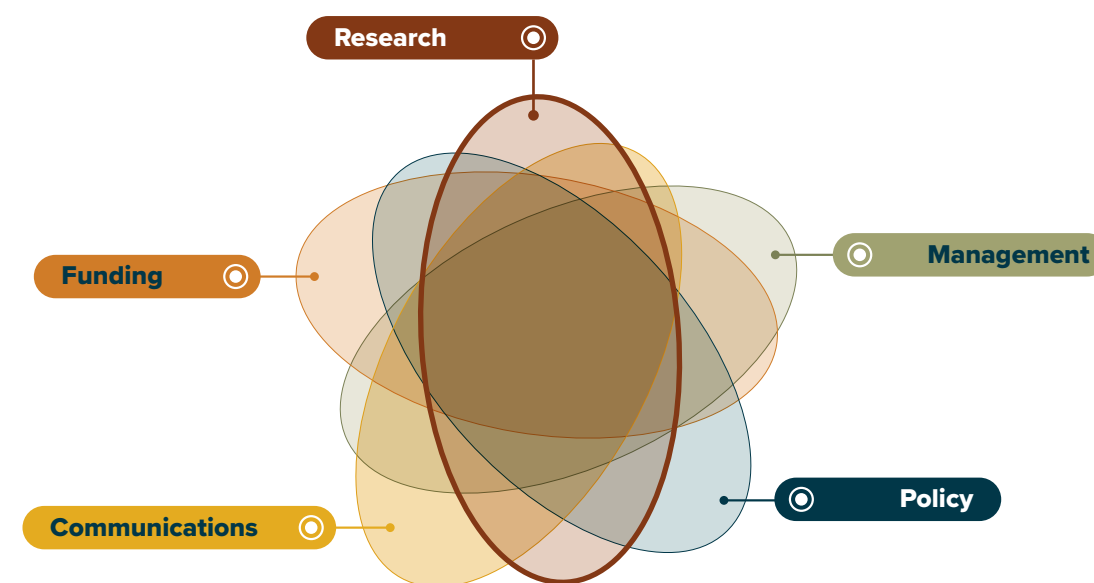 Research
Funding
Management
Communications
Policy